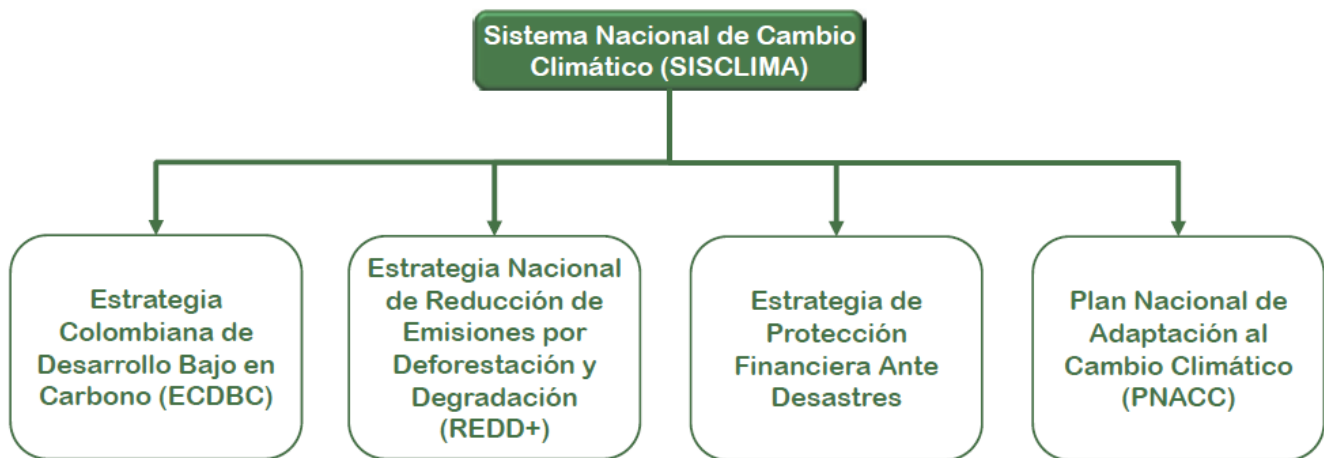 Sistema Nacional de Cambio
Climático (SISCLIMA)
Estrategia
Colombiana de
Desarrollo Bajo en
Carbono (ECDBC)
Estrategia Nacional
de Reducción de
Emisiones por
Deforestación y
Degradación
(REDD+)
Estrategia de
Protección
Financiera Ante
Desastres
Plan Nacional de
Adaptación al
Cambio Climático
(PNACC)